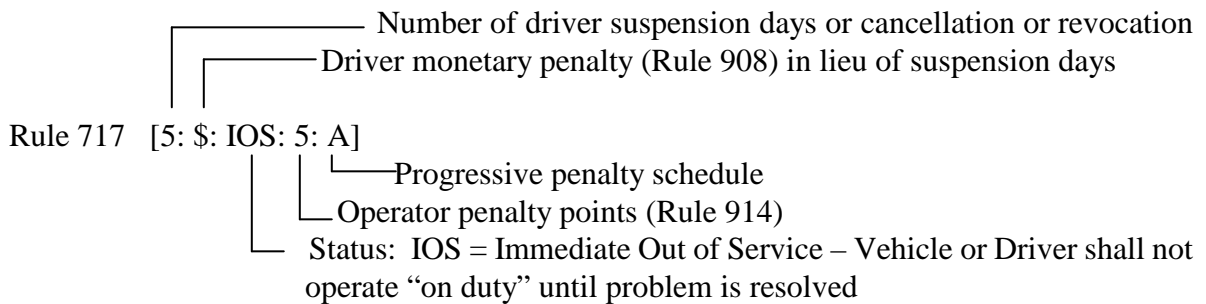 Number of driver suspension days or cancellation or revocation
Driver monetary penalty (Rule 908) in lieu of suspension days
Rule 717 [5: $: IOS: 5: A]
Progressive penalty schedule
Operator penalty points (Rule 914)
Status: IOS = Immediate Out of Service – Vehicle or Driver shall not
operate “on duty” until problem is resolved